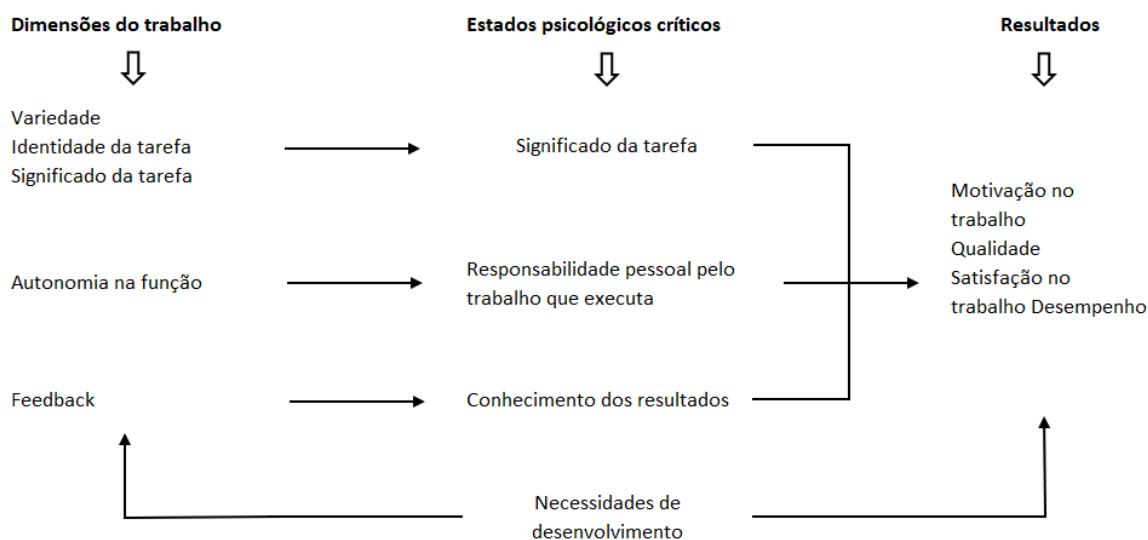 Dimensões do trabalho
Estados psicológicos críticos
Resultados
Variedade
Identidade da tarefa
Significado da tarefa
Significado da tarefa
Autonomia na função
Responsabilidade pessoal pelo
trabalho que executa
Motivação no
trabalho
Qualidade
Satisfação no
trabalho Desempenho
Feedback
Conhecimento dos resultados
Necessidades de
desenvolvimento